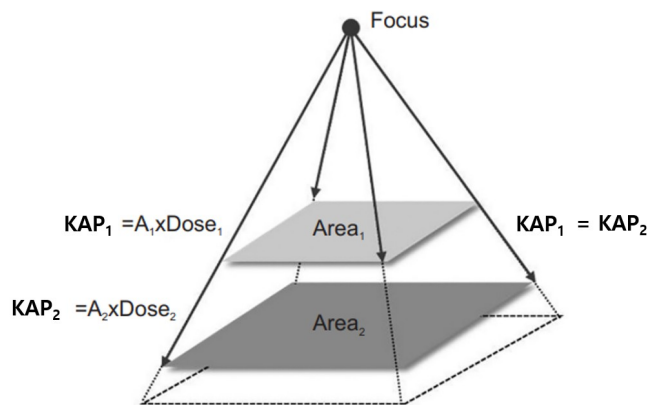 Focus
KAP₁ =A₁xDose₁
Area₁
KAP₁ = KAP₂
KAP₂ =A₂xDose₂
Area₂